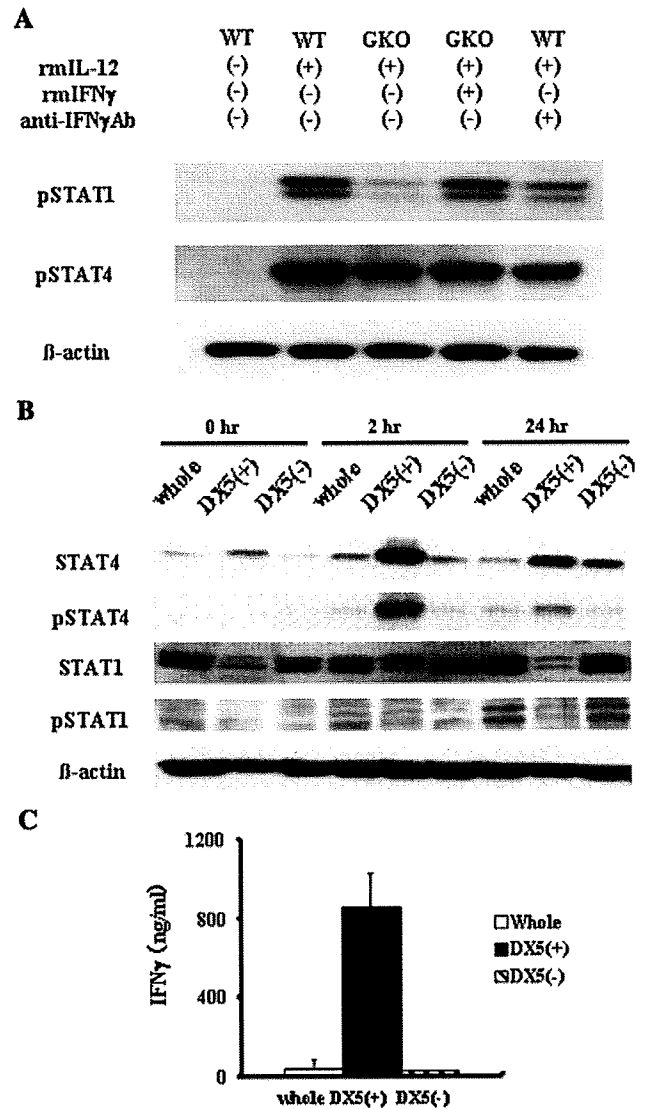 A
WT WT GKO GKO WT
rmIL-12 (-) (+) (+) (+) (+)
rmIFNγ (-) (-) (-) (+) (-)
anti-IFNγAb (-) (-) (-) (-) (+)
pSTAT1
pSTAT4
ß-actin
B
0 hr 2 hr 24 hr
whole DX5(+) DX5(-) whole DX5(+) DX5(-) whole DX5(+) DX5(-)
STAT4
pSTAT4
STAT1
pSTAT1
ß-actin
C
1200
800
400
0
IFNγ (ng/ml)
Whole
DX5(+)
DX5(-)
whole DX5(+) DX5(-)